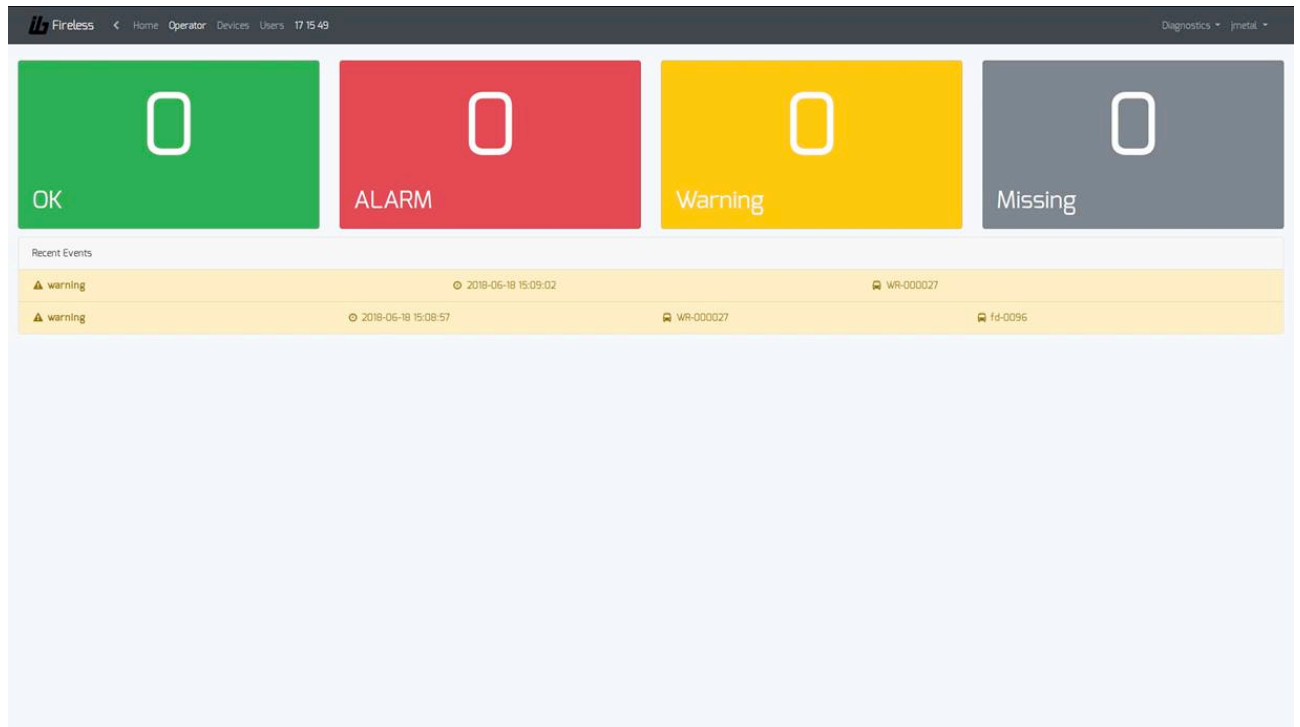 Fireless Home Operator Devices Users 17 15 49 Diagnostics jmetal
0 0 0 0
OK ALARM Warning Missing
Recent Events
warning 2018-06-18 15:09:02 WR-000027
warning 2018-06-18 15:08:57 WR-000027 fd-0096